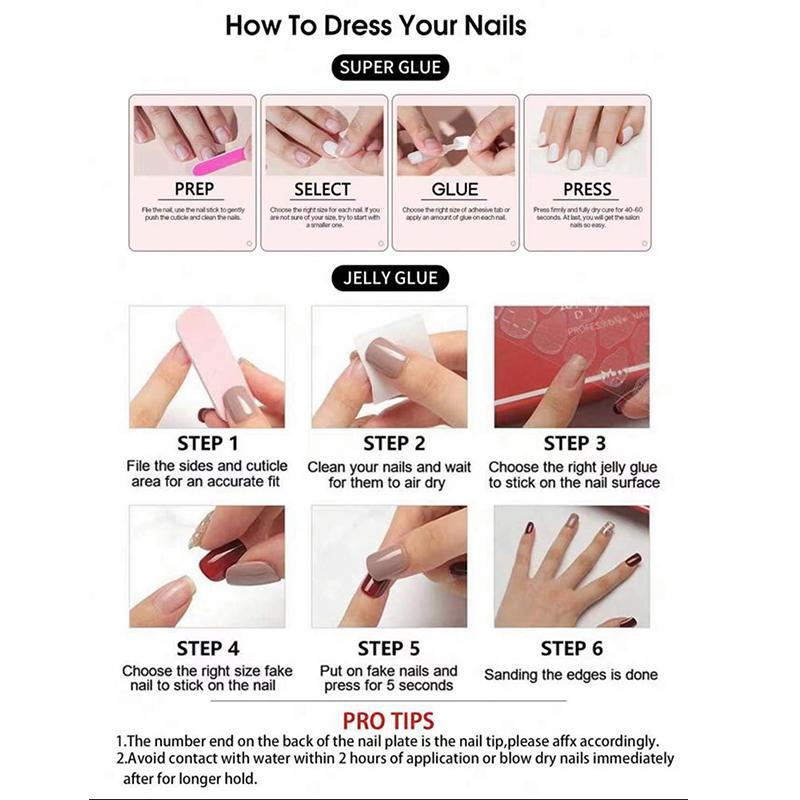 How To Dress Your Nails
SUPER GLUE
PREP
File the nail, use the nail stick to gently
push the cuticle and clean the nails.
SELECT
Choose the right size for each nail. If you
are not sure of your size, try to start with
a smaller one.
GLUE
Choose the right size of adhesive tab or
apply an amount of glue on each nail.
PRESS
Press firmly and fully dry cure for 40-60
seconds. At last, you will get the salon
nails so easy.
JELLY GLUE
STEP 1
File the sides and cuticle
area for an accurate fit
STEP 2
Clean your nails and wait
for them to air dry
PROFESSIONAL NAIL
STEP 3
Choose the right jelly glue
to stick on the nail surface
STEP 4
Choose the right size fake
nail to stick on the nail
STEP 5
Put on fake nails and
press for 5 seconds
STEP 6
Sanding the edges is done
PRO TIPS
1.The number end on the back of the nail plate is the nail tip,please affx accordingly.
2.Avoid contact with water within 2 hours of application or blow dry nails immediately
after for longer hold.